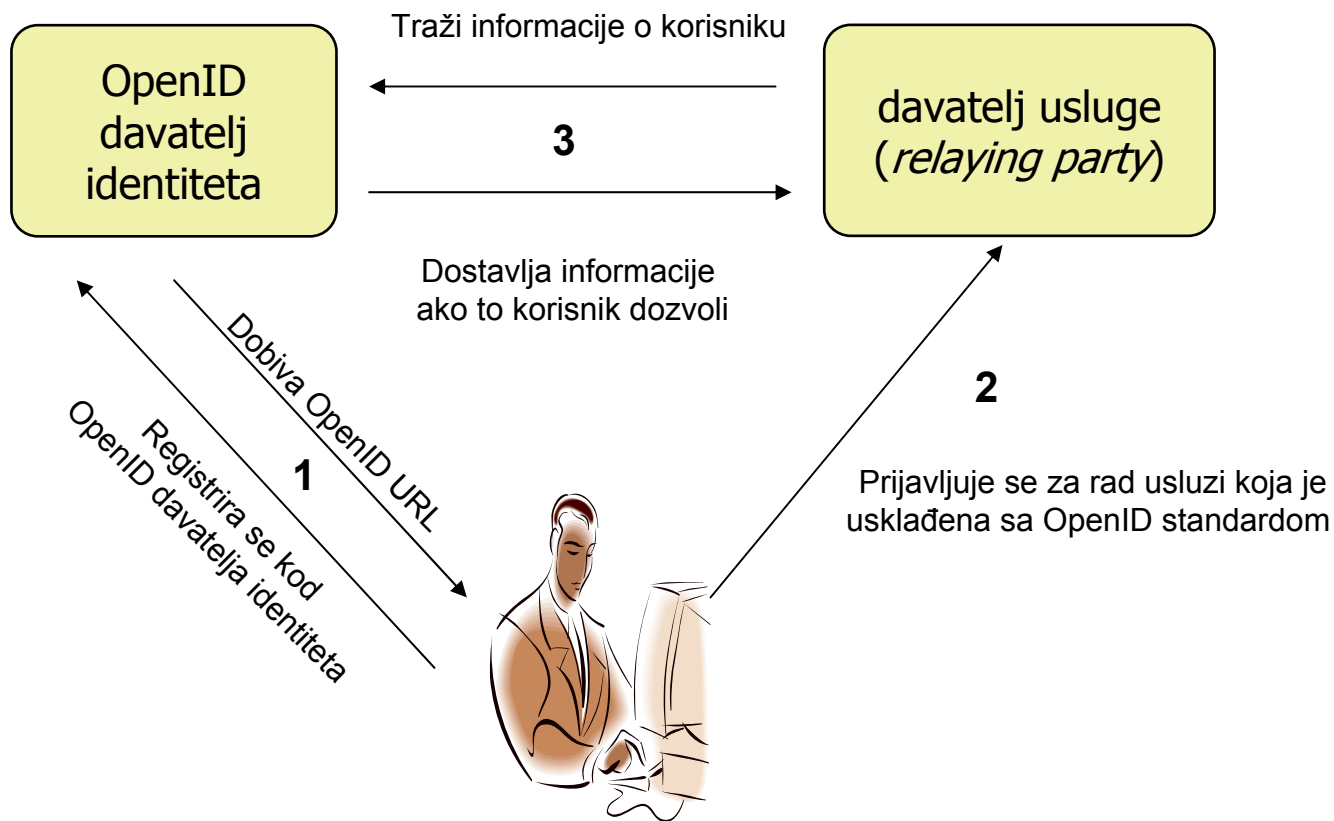 Traži informacije o korisniku
OpenID
davatelj
identiteta
davatelj usluge
(relaying party)
3
Dostavlja informacije
ako to korisnik dozvoli
Dobiva OpenID URL
1
Registrira se kod
OpenID davatelja identiteta
2
Prijavljuje se za rad usluzi koja je
usklađena sa OpenID standardom